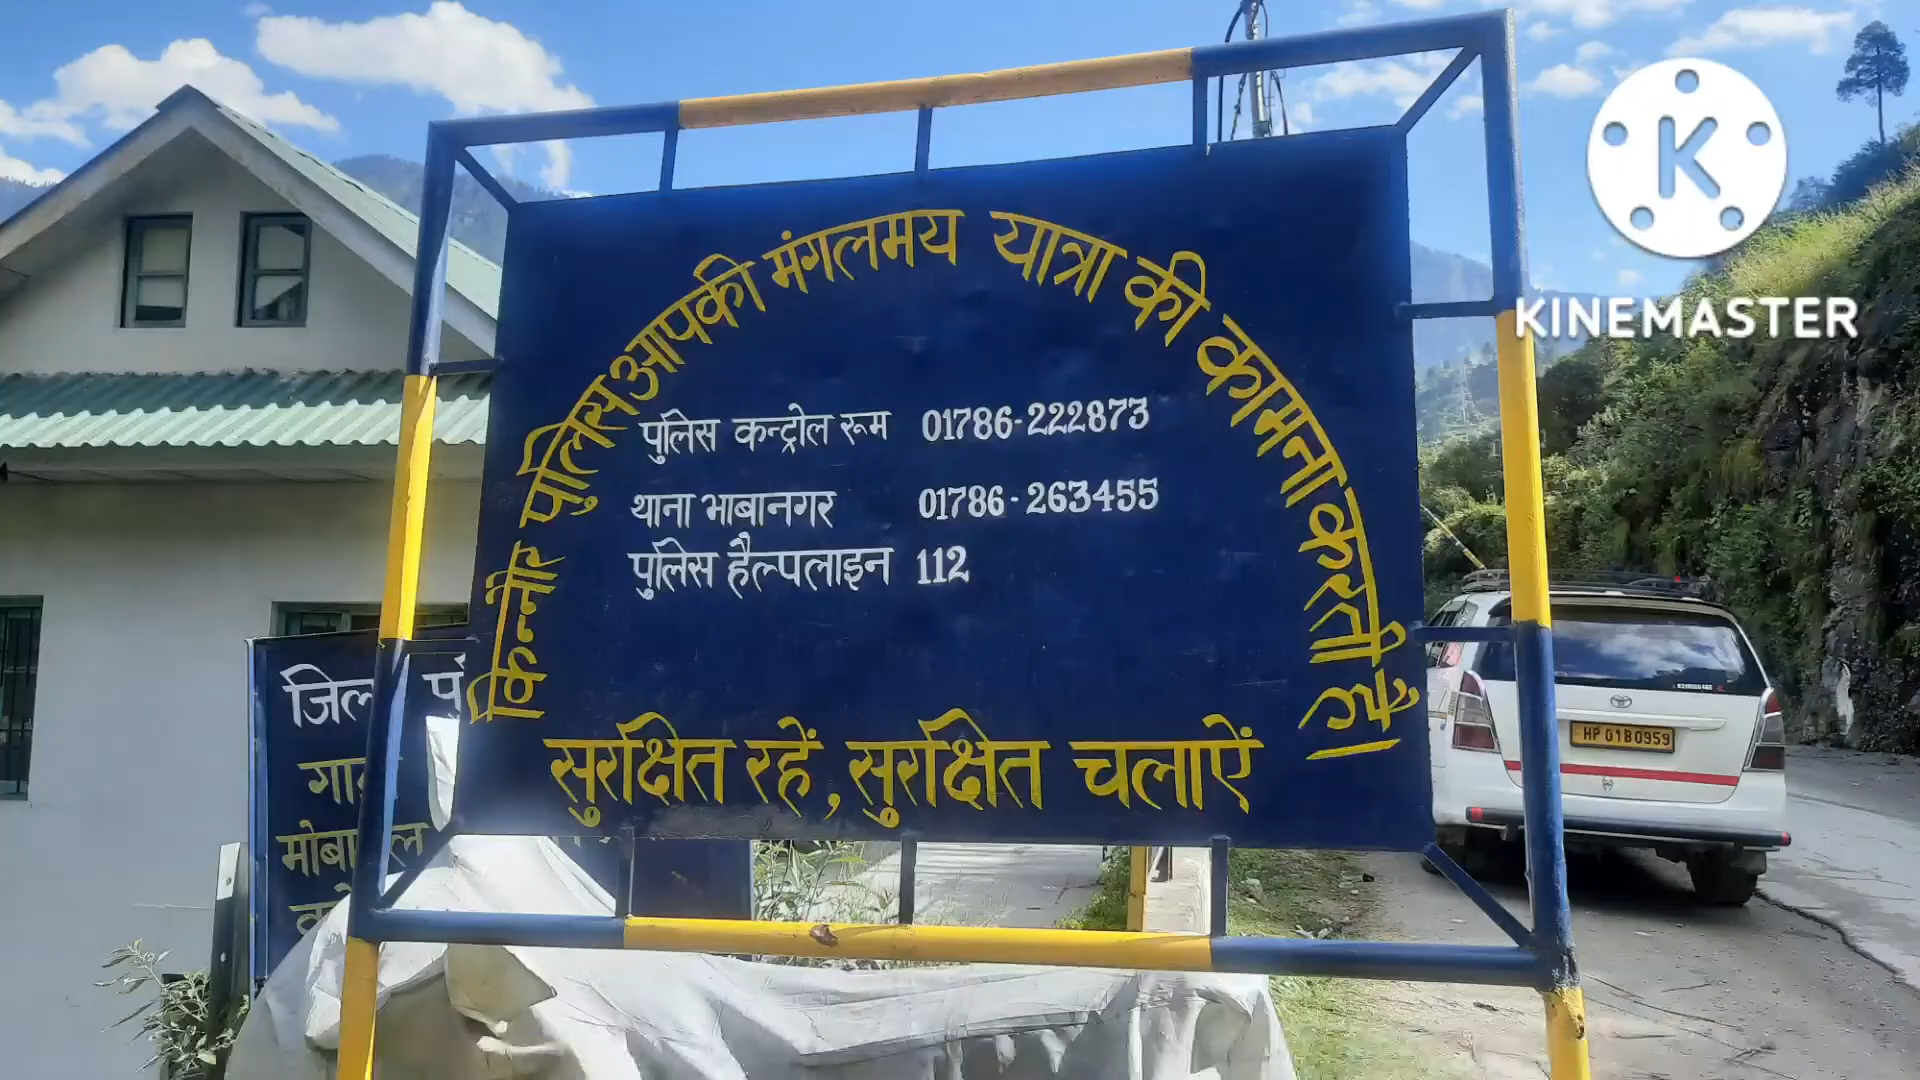 किन्नौर पुलिस आपकी मंगलमय यात्रा की कामना करती है।
पुलिस कन्ट्रोल रूम 01786-222873
थाना भाबानगर 01786-263455
पुलिस हैल्पलाइन 112
सुरक्षित रहें, सुरक्षित चलाऐं
K
KINEMASTER
HP 01B0959